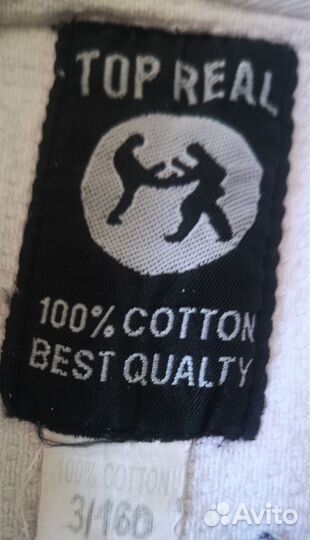 TOP REAL
100% COTTON
BEST QUALTY
100% COTTON
3/160
Avito